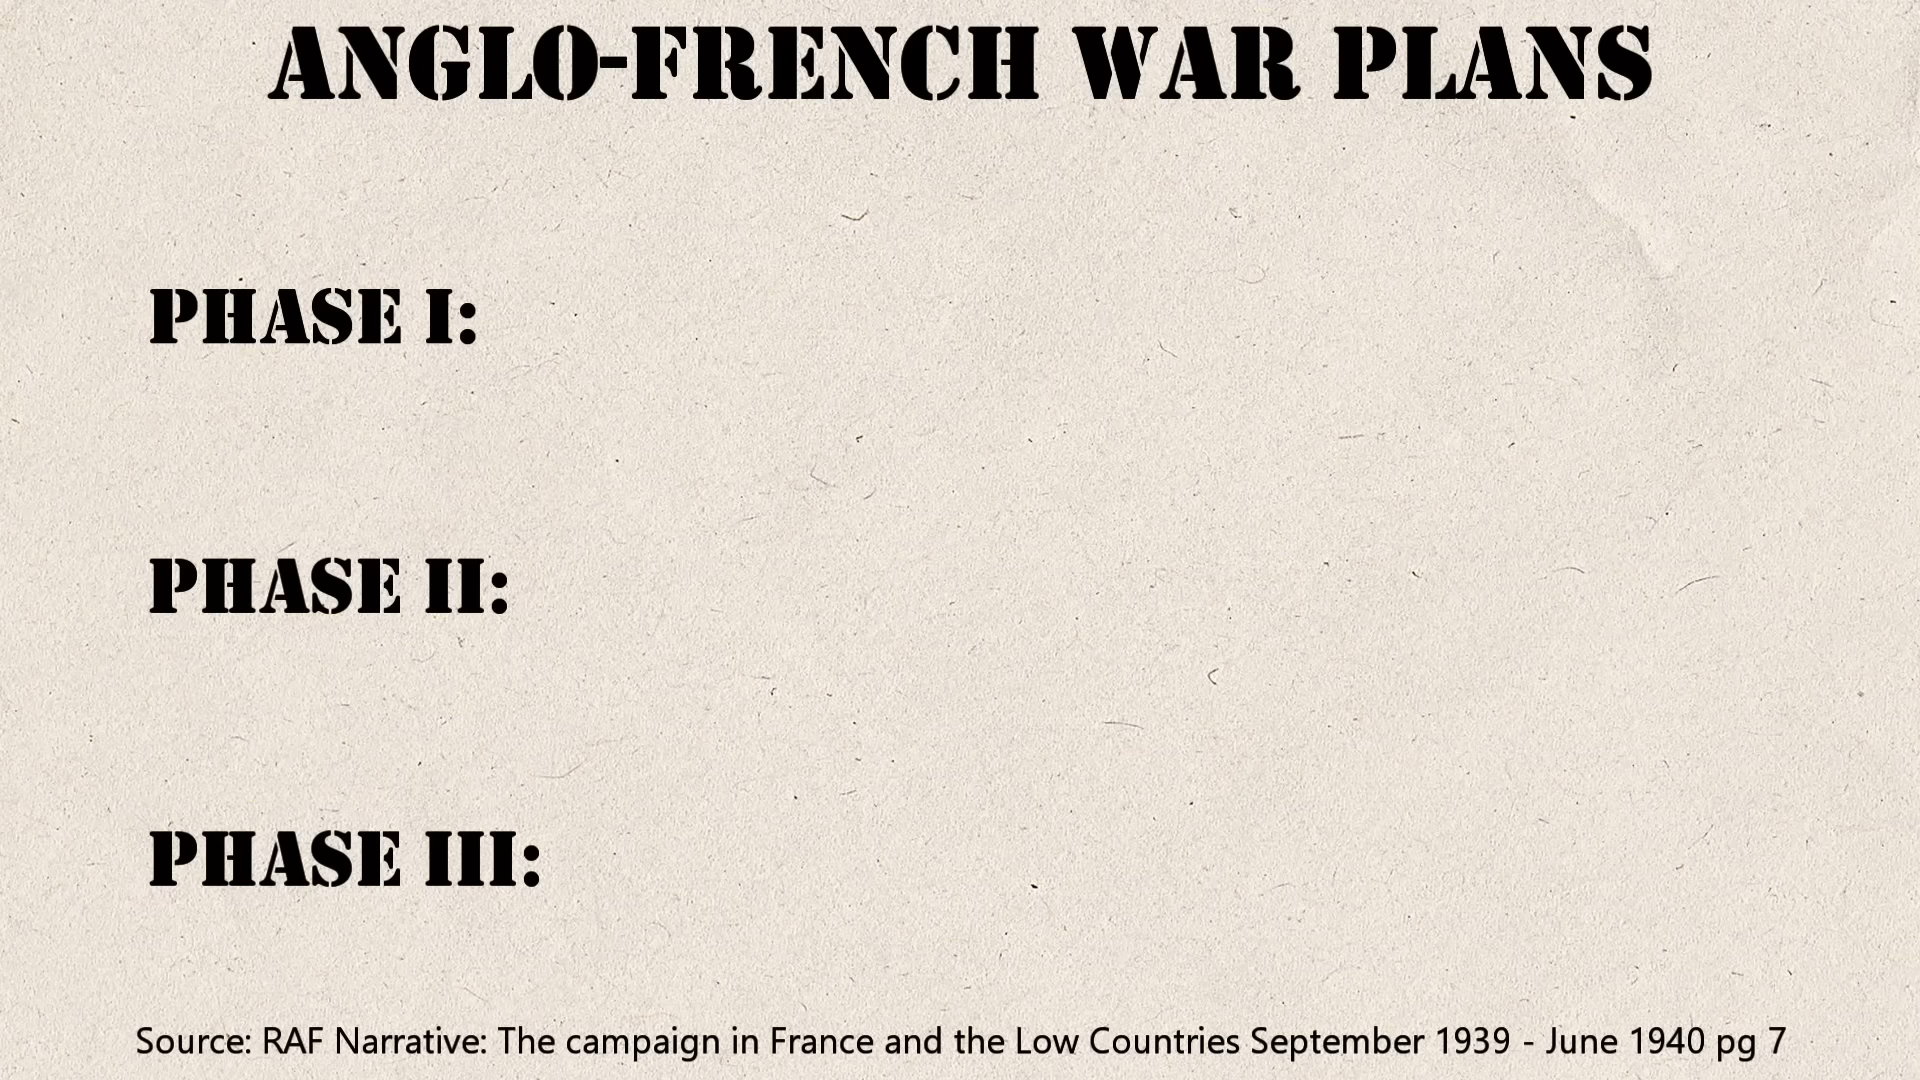 ANGLO-FRENCH WAR PLANS
PHASE I:
PHASE II:
PHASE III:
Source: RAF Narrative: The campaign in France and the Low Countries September 1939 - June 1940 pg 7